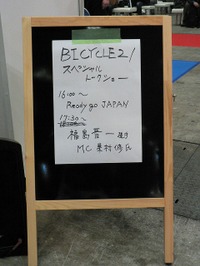 BICYCLE21
スペシャル
トークショー
16:00〜
Ready go JAPAN
17:30〜
福島晋一選手
MC 栗村修氏